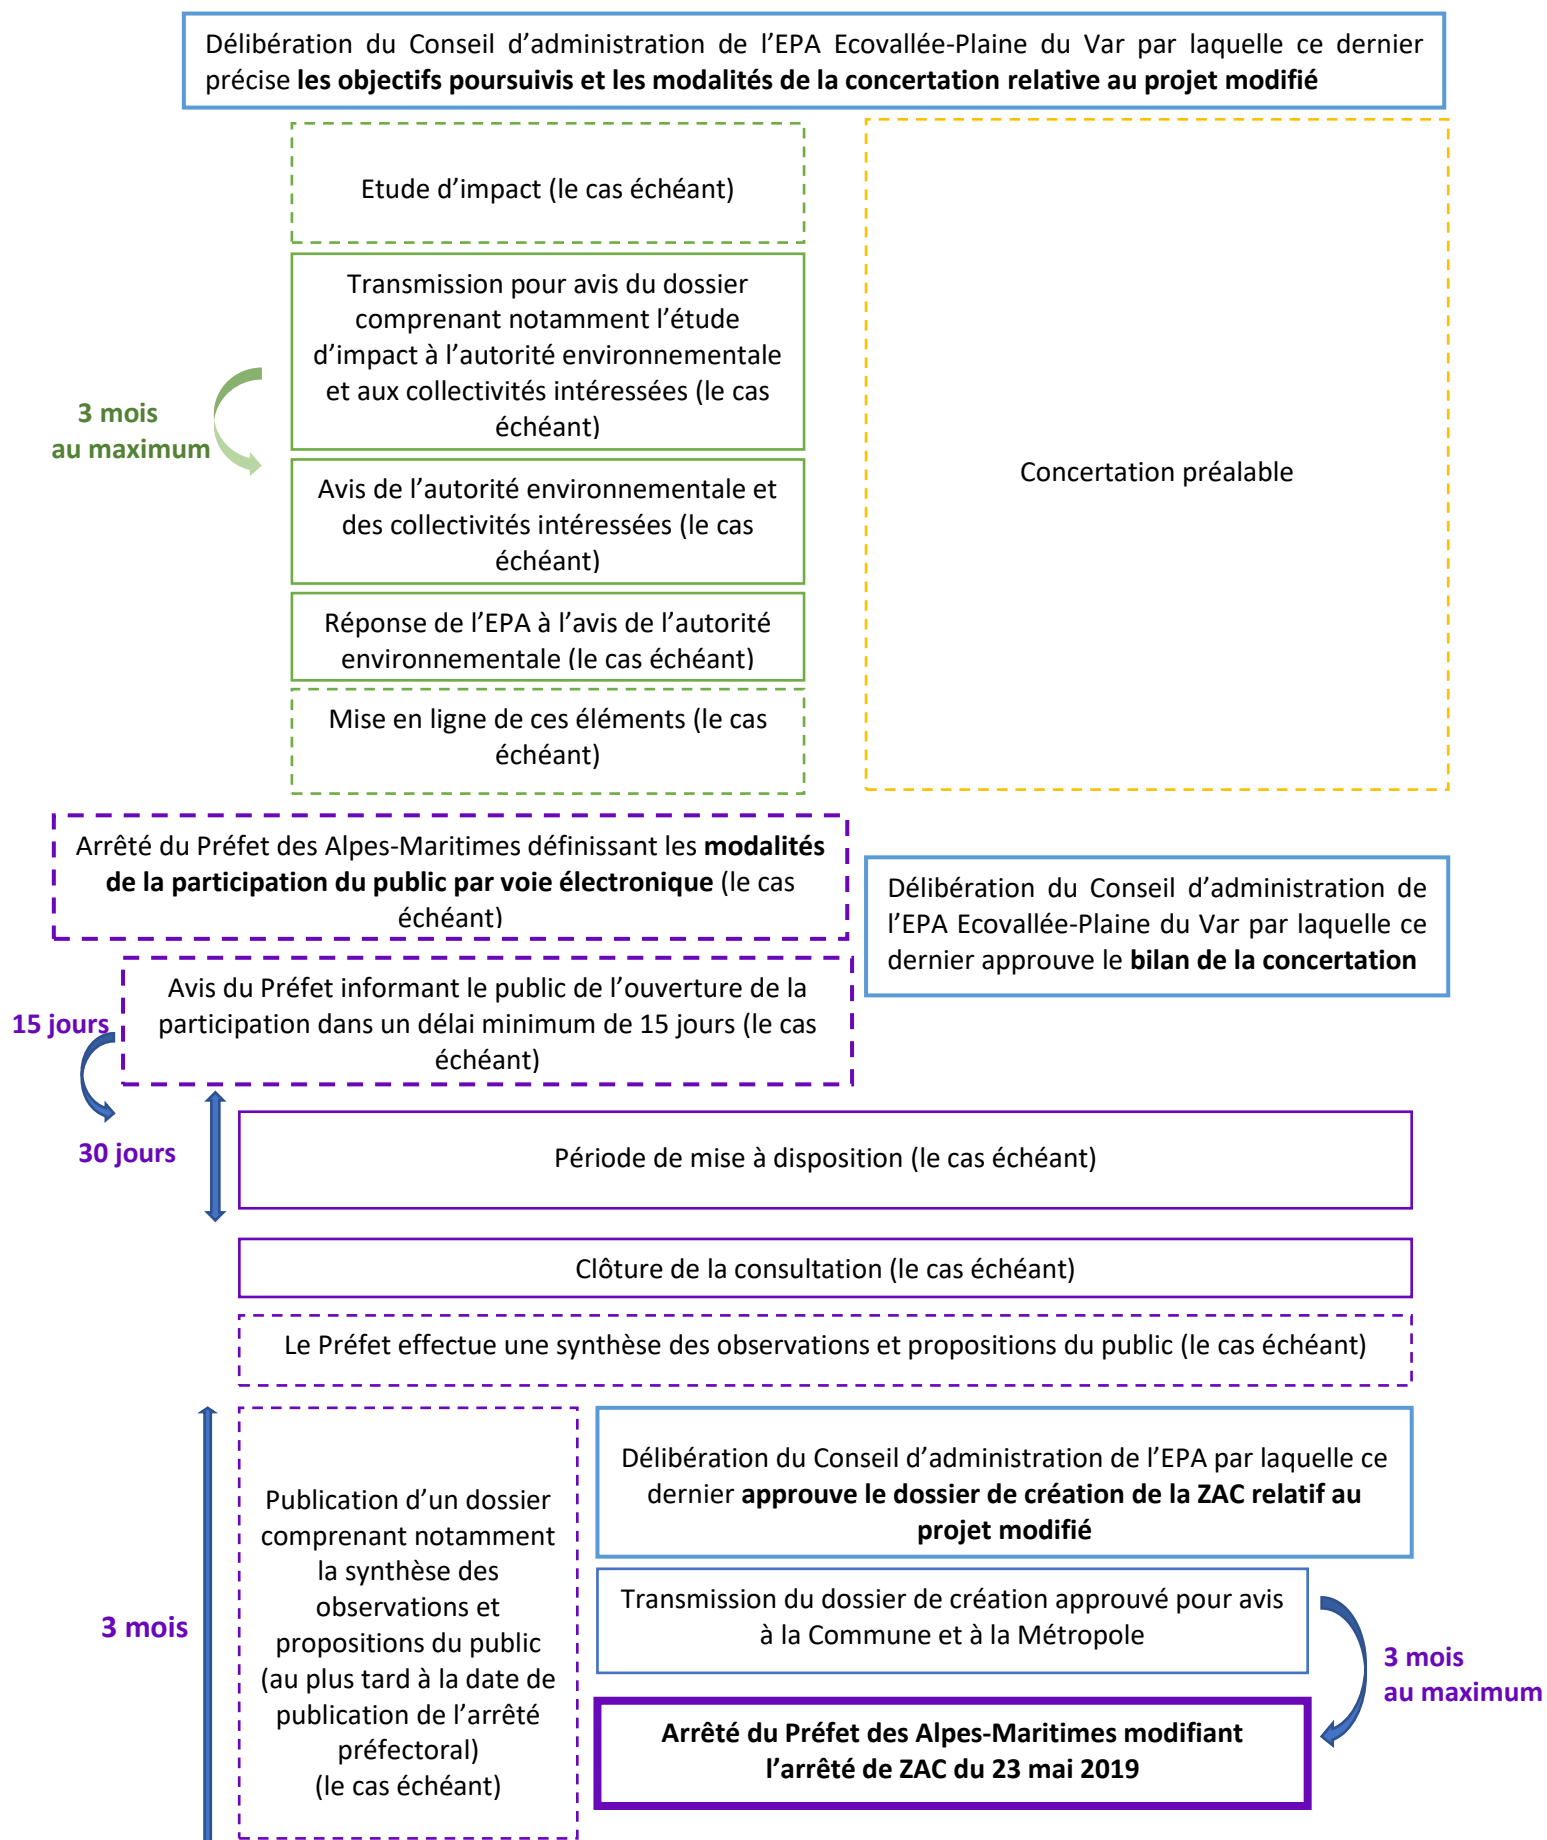 Délibération du Conseil d’administration de l’EPA Ecovallée-Plaine du Var par laquelle ce dernier
précise les objectifs poursuivis et les modalités de la concertation relative au projet modifié
Etude d’impact (le cas échéant)
Transmission pour avis du dossier
comprenant notamment l’étude
d’impact à l’autorité environnementale
et aux collectivités intéressées (le cas
échéant)
3 mois
au maximum
Avis de l’autorité environnementale et
des collectivités intéressées (le cas
échéant)
Réponse de l’EPA à l’avis de l’autorité
environnementale (le cas échéant)
Mise en ligne de ces éléments (le cas
échéant)
Concertation préalable
Arrêté du Préfet des Alpes-Maritimes définissant les modalités
de la participation du public par voie électronique (le cas
échéant)
Délibération du Conseil d’administration de
l’EPA Ecovallée-Plaine du Var par laquelle ce
dernier approuve le bilan de la concertation
Avis du Préfet informant le public de l’ouverture de la
participation dans un délai minimum de 15 jours (le cas
échéant)
15 jours
30 jours
Période de mise à disposition (le cas échéant)
Clôture de la consultation (le cas échéant)
Le Préfet effectue une synthèse des observations et propositions du public (le cas échéant)
3 mois
Publication d’un dossier
comprenant notamment
la synthèse des
observations et
propositions du public
(au plus tard à la date de
publication de l’arrêté
préfectoral)
(le cas échéant)
Délibération du Conseil d’administration de l’EPA par laquelle ce
dernier approuve le dossier de création de la ZAC relatif au
projet modifié
Transmission du dossier de création approuvé pour avis
à la Commune et à la Métropole
3 mois
au maximum
Arrêté du Préfet des Alpes-Maritimes modifiant
l’arrêté de ZAC du 23 mai 2019